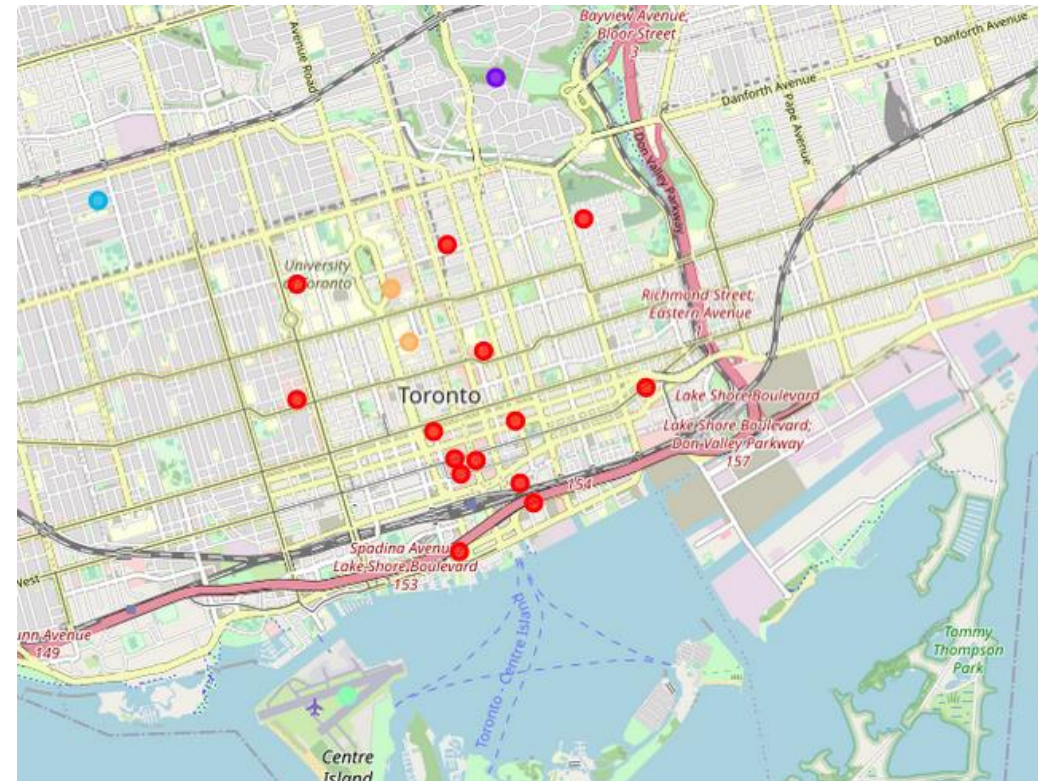 Bayview Avenue;
Bloor Street
3
Avenue Road
Danforth Avenue
Danforth Avenue
Pape Avenue
Don Valley Parkway
University
Toronto
Richmond Street;
Eastern Avenue
1
Toronto
Lake Shore Boulevard
Lake Shore Boulevard;
Don Valley Parkway
157
154
Spadina Avenue
Lake Shore Boulevard
153
West
unn Avenue
149
Toronto - Centre Island
Tommy
Thompson
Park
Centre
Island